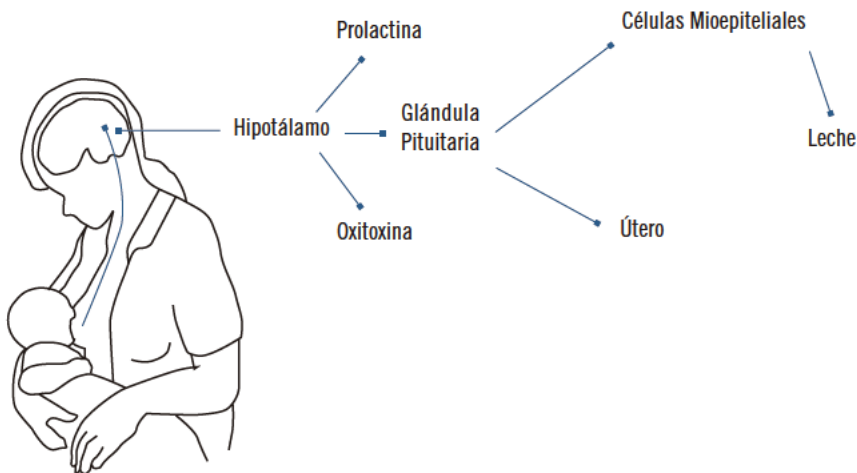 Prolactina
Células Mioepiteliales
Hipotálamo
Glándula
Pituitaria
Leche
Oxitoxina
Útero